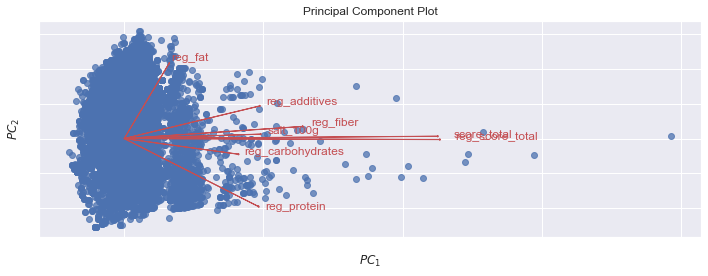 Principal Component Plot
PC2
reg_fat
reg_additives
reg_fiber
score_total
reg_score_total
reg_carbohydrates
reg_protein
PC1